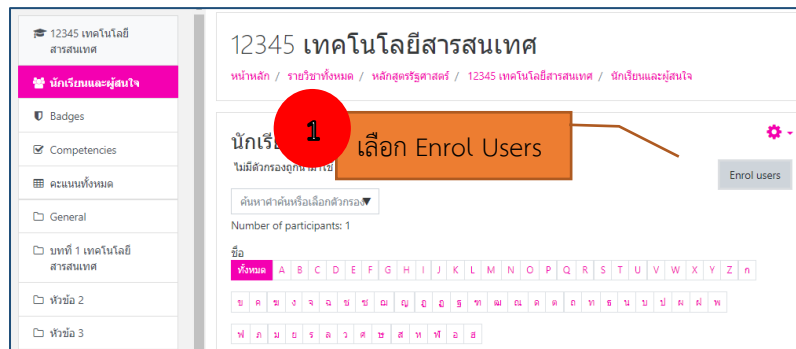 12345 เทคโนโลยี
สารสนเทศ
นักเรียนและผู้สนใจ
Badges
Competencies
คะแนนทั้งหมด
General
บทที่ 1 เทคโนโลยี
สารสนเทศ
หัวข้อ 2
หัวข้อ 3
12345 เทคโนโลยีสารสนเทศ
หน้าหลัก / รายวิชาทั้งหมด / หลักสูตรรัฐศาสตร์ / 12345 เทคโนโลยีสารสนเทศ / นักเรียนและผู้สนใจ
1
เลือก Enrol Users
Enrol users
ค้นหาคำค้นหรือเลือกตัวกรอง▼
Number of participants: 1
ชื่อ
ทั้งหมด A B C D E F G H I J K L M N O P Q R S T U V W X Y Z ก
ข ค ฆ ง จ ฉ ช ซ ฌ ญ ฎ ฏ ฐ ฑ ฒ ณ ด ต ถ ท ธ น บ ป ผ ฝ พ
ฟ ภ ม ย ร ล ว ศ ษ ส ห ฬ อ ฮ